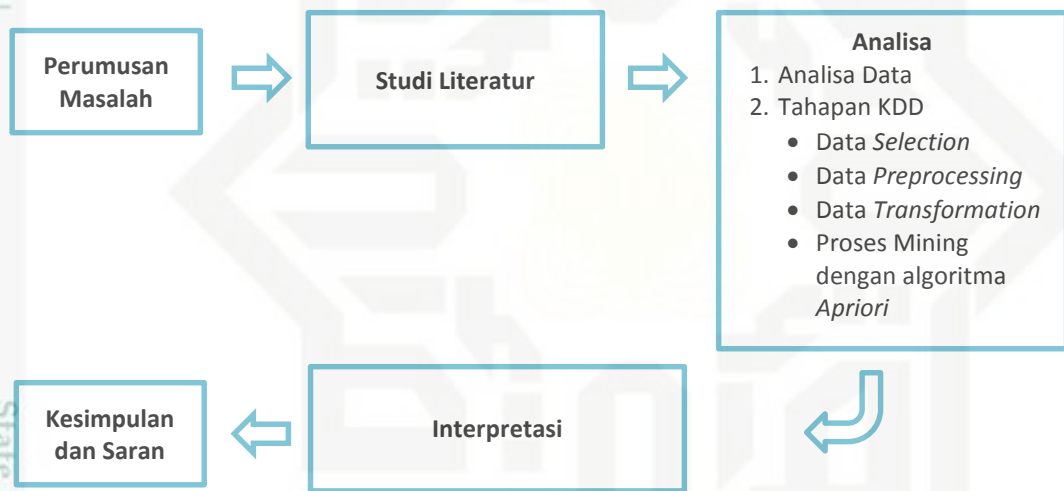 Perumusan
Masalah
Studi Literatur
Analisa
1. Analisa Data
2. Tahapan KDD
• Data Selection
• Data Preprocessing
• Data Transformation
• Proses Mining
dengan algoritma
Apriori
Interpretasi
Kesimpulan
dan Saran
State